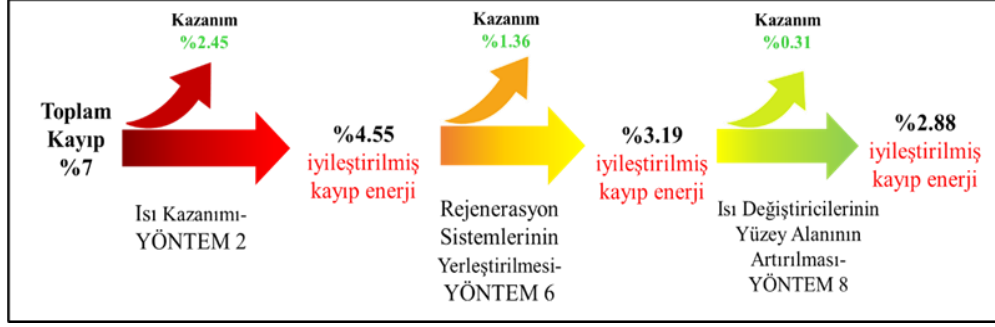 Kazanım
%2.45
Kazanım
%1.36
Kazanım
%0.31
Toplam
Kayıp
%7
%4.55
iyileştirilmiş
kayıp enerji
%3.19
iyileştirilmiş
kayıp enerji
%2.88
iyileştirilmiş
kayıp enerji
Isı Kazanımı-
YÖNTEM 2
Rejenerasyon
Sistemlerinin
Yerleştirilmesi-
YÖNTEM 6
Isı Değiştiricilerinin
Yüzey Alanının
Artırılması-
YÖNTEM 8